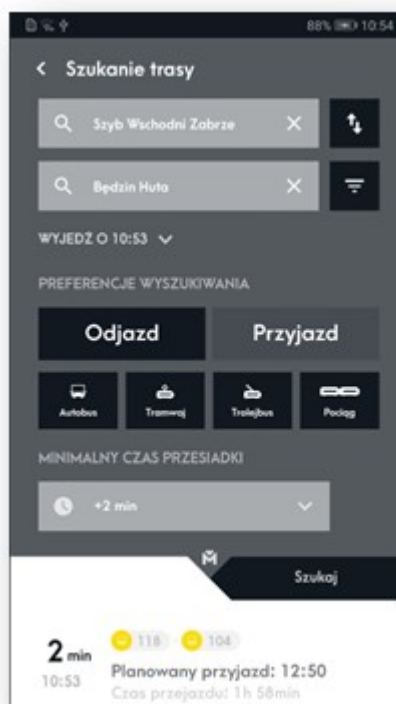 88% 10:54
Szukanie trasy
Szyb Wschodni Zabrze
Będzin Huta
WYJEDŹ O 10:53
PREFERENCJE WYSZUKIWANIA
Odjazd Przyjazd
Autobus Tramwaj Trolejbus Pociąg
MINIMALNY CZAS PRZESIADKI
+2 min
M
Szukaj
2 min 118 104
10:53 Planowany przyjazd: 12:50
Czas przejazdu: 1h 58min